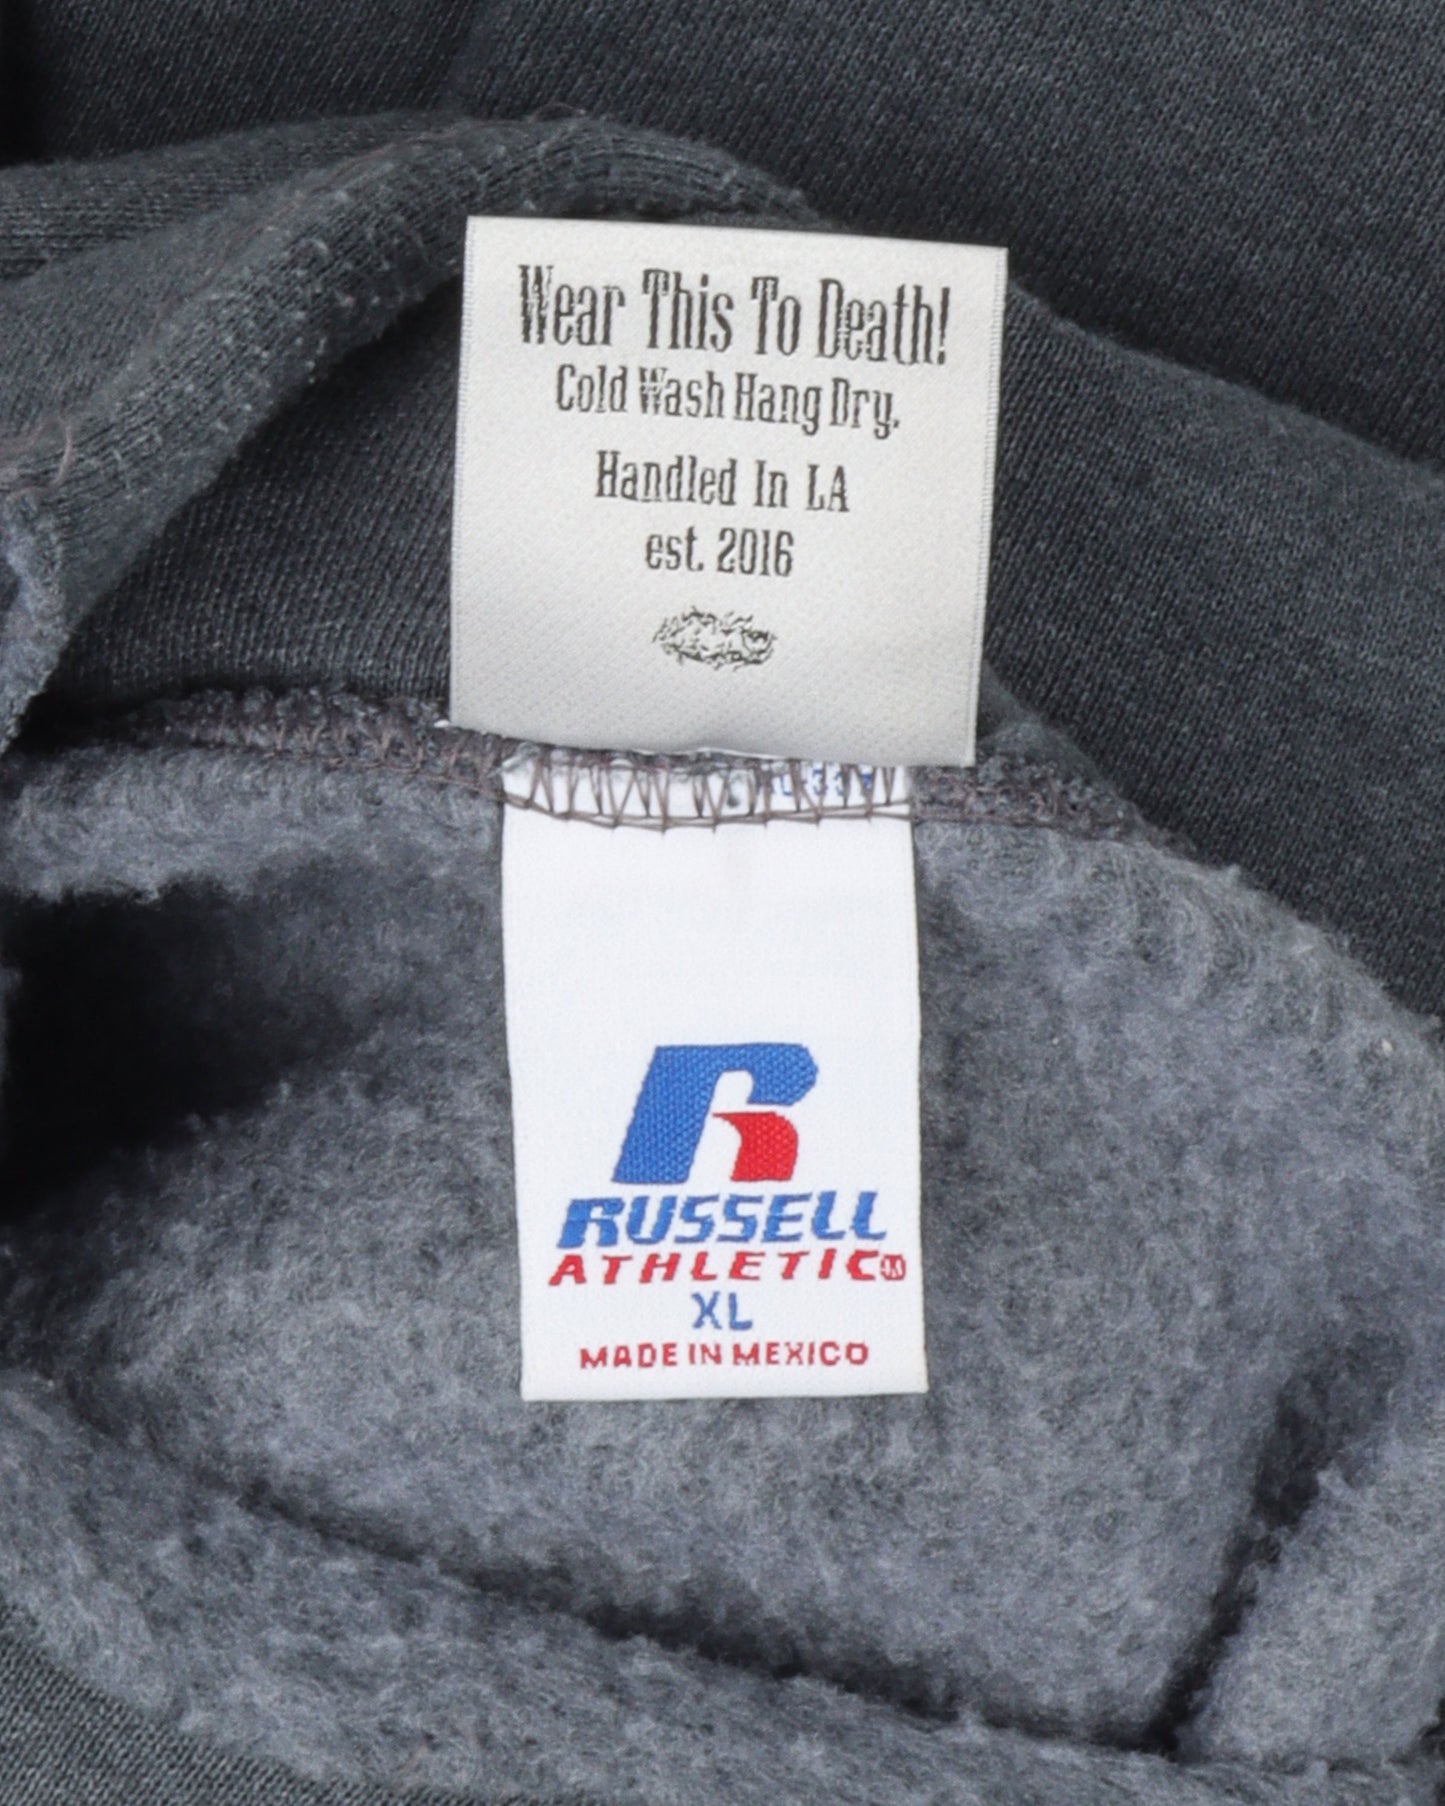 Wear This To Death!
Cold Wash Hang Dry.
Handled In LA
est. 2016
RUSSELL
ATHLETIC
XL
MADE IN MEXICO